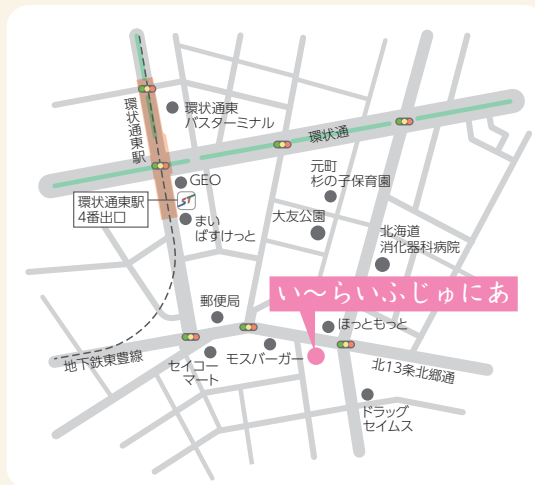 環状通東駅
環状通東
バスターミナル
環状通
GEO
元町
杉の子保育園
環状通東駅
4番出口
まい
ばすけっと
大友公園
北海道
消化器科病院
い〜らいふじゅにあ
郵便局
ほっともっと
地下鉄東豊線
セイコー
マート
モスバーガー
北13条北郷通
ドラッグ
セイムス